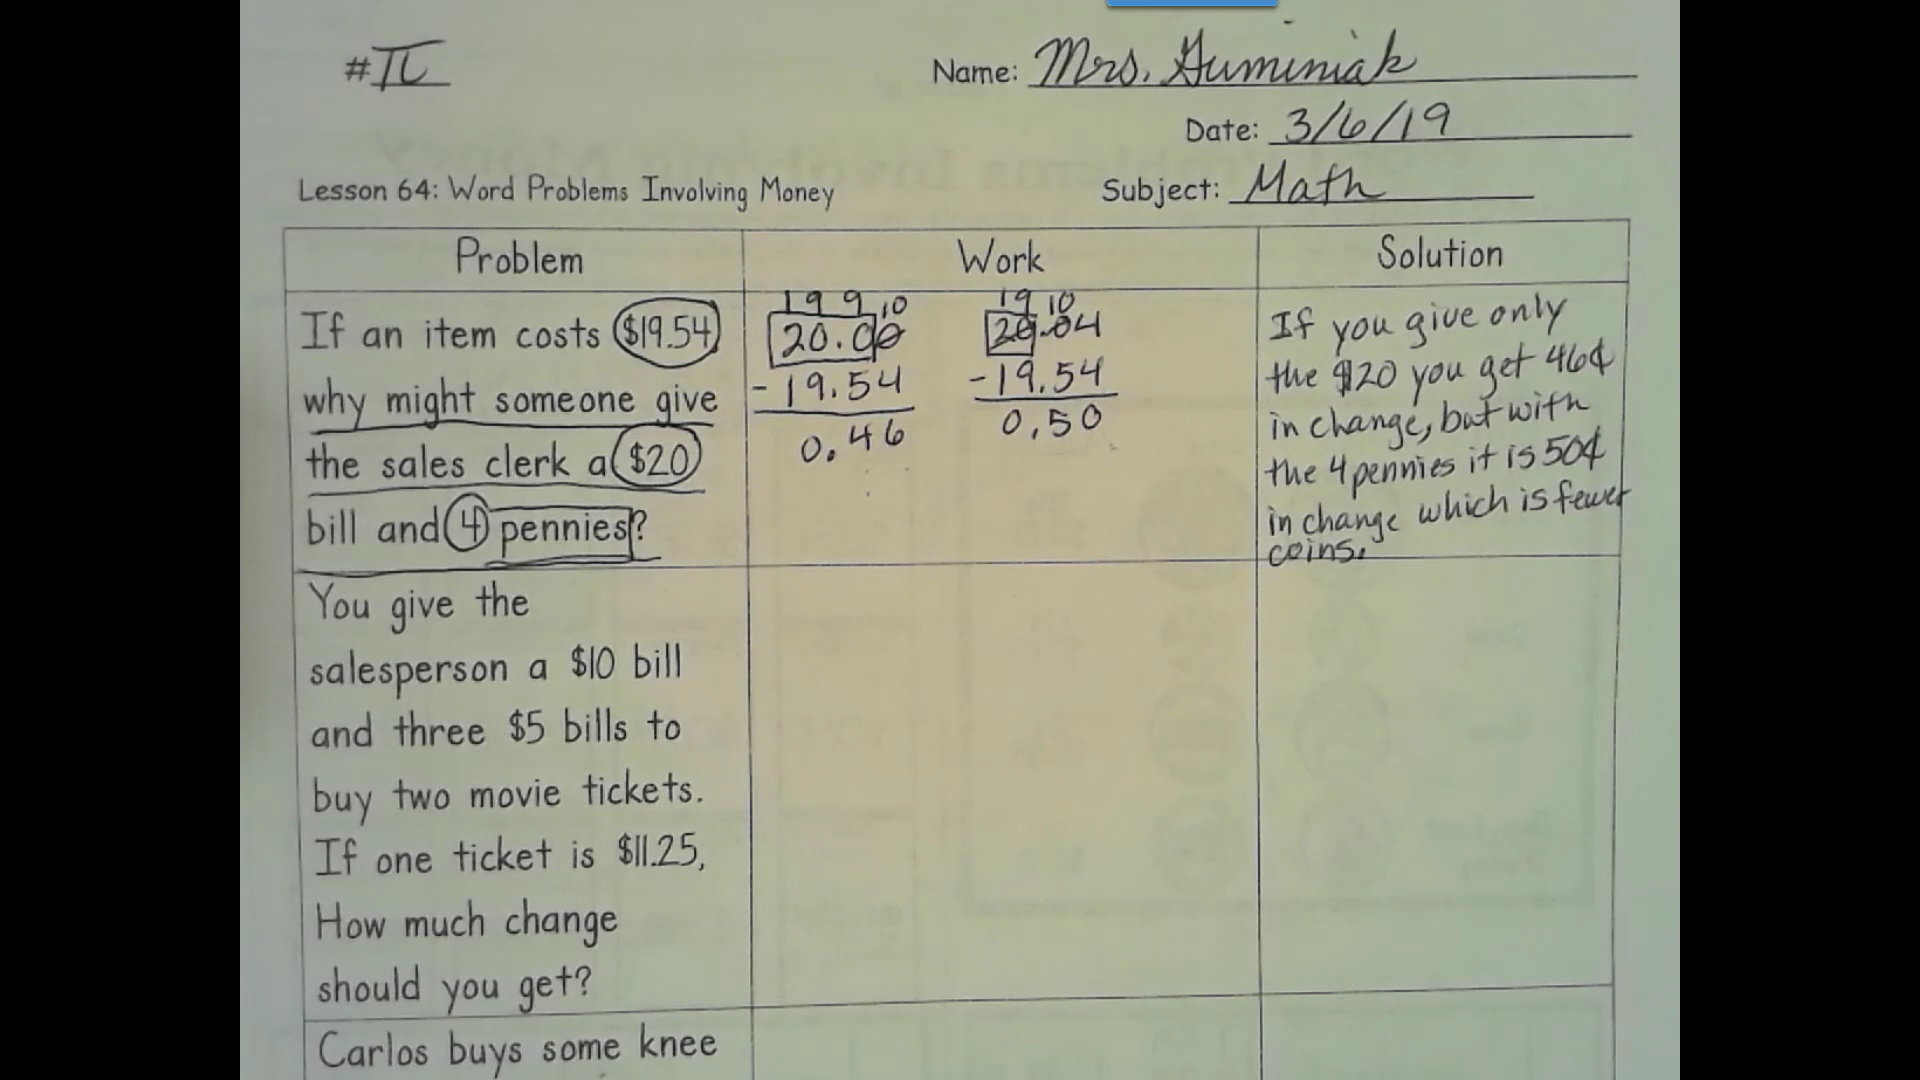 #π
Name: Mrs. Guminiak
Date: 3/6/19
Lesson 64: Word Problems Involving Money
Subject: Math
Problem
Work
Solution
If an item costs $19.54
why might someone give
the sales clerk a $20
bill and 4 pennies?
19 9 10
20.00
-19.54
0.46
19 10
20.04
-19.54
0.50
If you give only
the $20 you get 46¢
in change, but with
the 4 pennies it is 50¢
in change which is fewer
coins.
You give the
salesperson a $10 bill
and three $5 bills to
buy two movie tickets.
If one ticket is $11.25,
How much change
should you get?
Carlos buys some knee